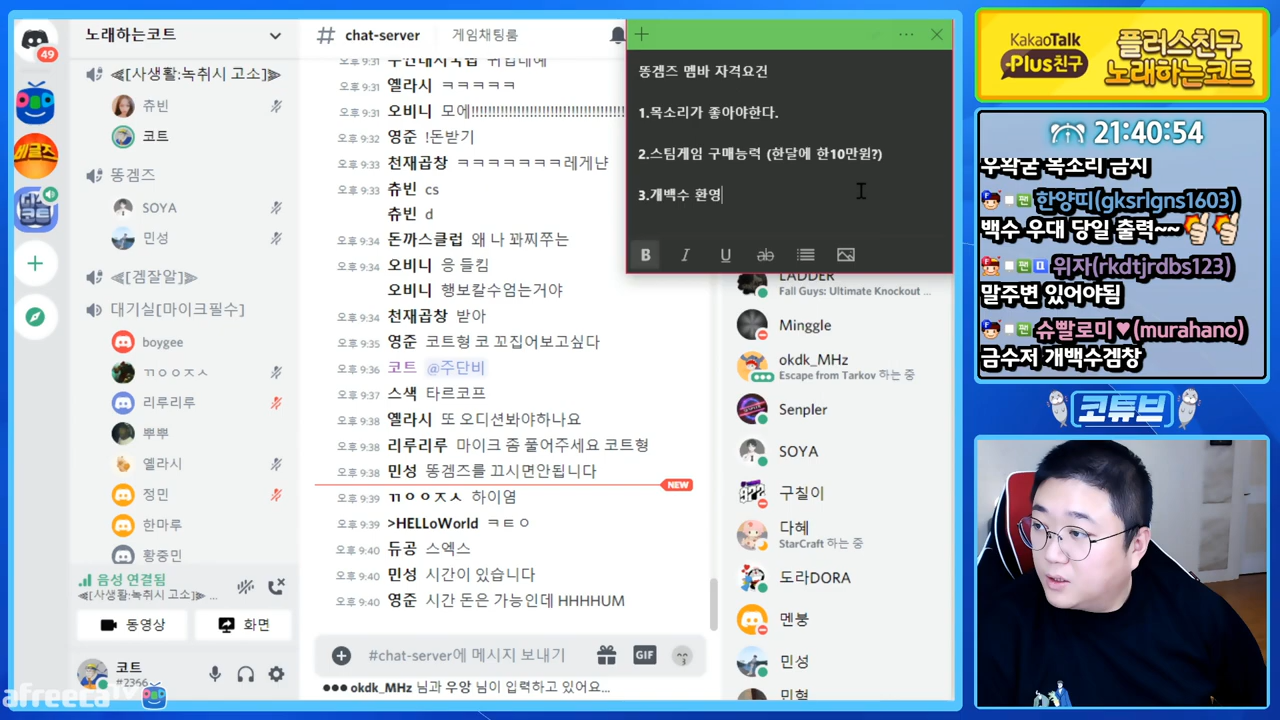 노래하는코트
49
⋘[사생활:녹취시 고소]⋙
츄빈
코트
똥겜즈
SOYA
민성
⋘[겜잘알]⋙
대기실[마이크필수]
boygee
ㄲㅇㅇㅈㅅ
리루리루
뿌뿌
옐라시
정민
한마루
황중민
음성 연결됨
⋘[사생활:녹취시 고소]⋙ ...
동영상
화면
코트
#2366
afreecaTV
# chat-server 게임채팅룸
오후 9:31
오후 9:31 옐라시 ㅋㅋㅋㅋㅋ
오후 9:31 오비니 모에!!!!!!!!!!!!!!!!!!!!!!!!!!!!!!!!!!!!!
오후 9:32 영준 !돈받기
오후 9:33 천재곱창 ㅋㅋㅋㅋㅋㅋㅋ레게냔
오후 9:33 츄빈 cs
츄빈 d
오후 9:34 돈까스클럽 왜 나 꽈찌쭈는
오후 9:34 오비니 응 들킴
오비니 행보칼수엄는거야
오후 9:34 천재곱창 받아
오후 9:35 영준 코트형 코 꼬집어보고싶다
오후 9:36 코트 @주단비
오후 9:37 스색 타르코프
오후 9:38 옐라시 또 오디션봐야하나요
오후 9:38 리루리루 마이크 좀 풀어주세요 코트형
오후 9:38 민성 똥겜즈를 끄시면안됩니다
NEW
오후 9:39 ㄲㅇㅇㅈㅅ 하이염
오후 9:39 >HELLoWorld ㅋㅌㅇ
오후 9:40 듀공 스엑스
오후 9:40 민성 시간이 있습니다
오후 9:40 영준 시간 돈은 가능인데 HHHHUM
#chat-server에 메시지 보내기
GIF
okdk_MHz 님과 우앙 님이 입력하고 있어요...
똥겜즈 멤바 자격요건
1.목소리가 좋아야한다.
2.스팀게임 구매능력 (한달에 한10만원?)
3.개백수 환영
B I U ab
LADDER
Fall Guys: Ultimate Knockout ...
Minggle
okdk_MHz
Escape from Tarkov 하는 중
Senpler
SOYA
구칠이
다혜
StarCraft 하는 중
도라DORA
멘붕
민성
민혁
KakaoTalk
Plus친구
플러스친구
노래하는코트
21:40:54
우왁굳 목소리 금지
팬 한양띠(gksrlgns1603)
백수 우대 당일 출력~~
팬 위자(rkdtjrdbs123)
말주변 있어야됨
팬 슈빨로미♥(murahano)
금수저 개백수겜창
코튜브